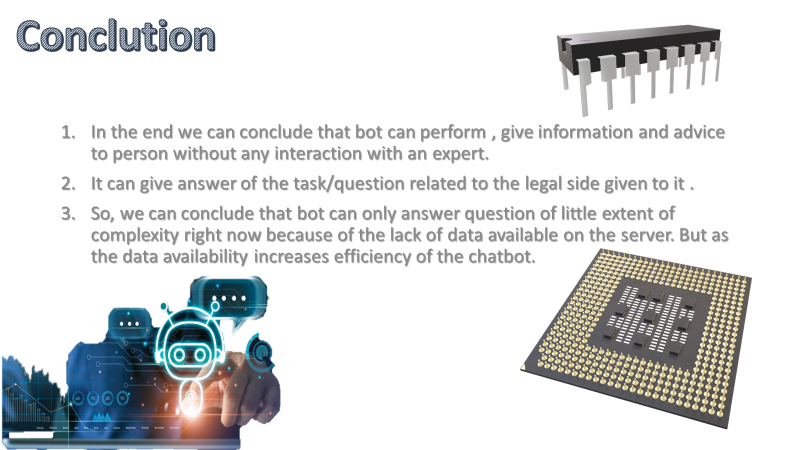 Conclution
1. In the end we can conclude that bot can perform , give information and advice
to person without any interaction with an expert.
2. It can give answer of the task/question related to the legal side given to it .
3. So, we can conclude that bot can only answer question of little extent of
complexity right now because of the lack of data available on the server. But as
the data availability increases efficiency of the chatbot.